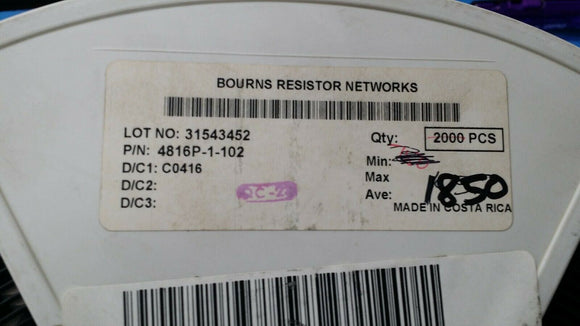 BOURNS RESISTOR NETWORKS
LOT NO: 31543452
P/N: 4816P-1-102
D/C1: C0416
D/C2:
D/C3:
Qty: 2000 PCS
Min:
Max
Ave: 1850
MADE IN COSTA RICA